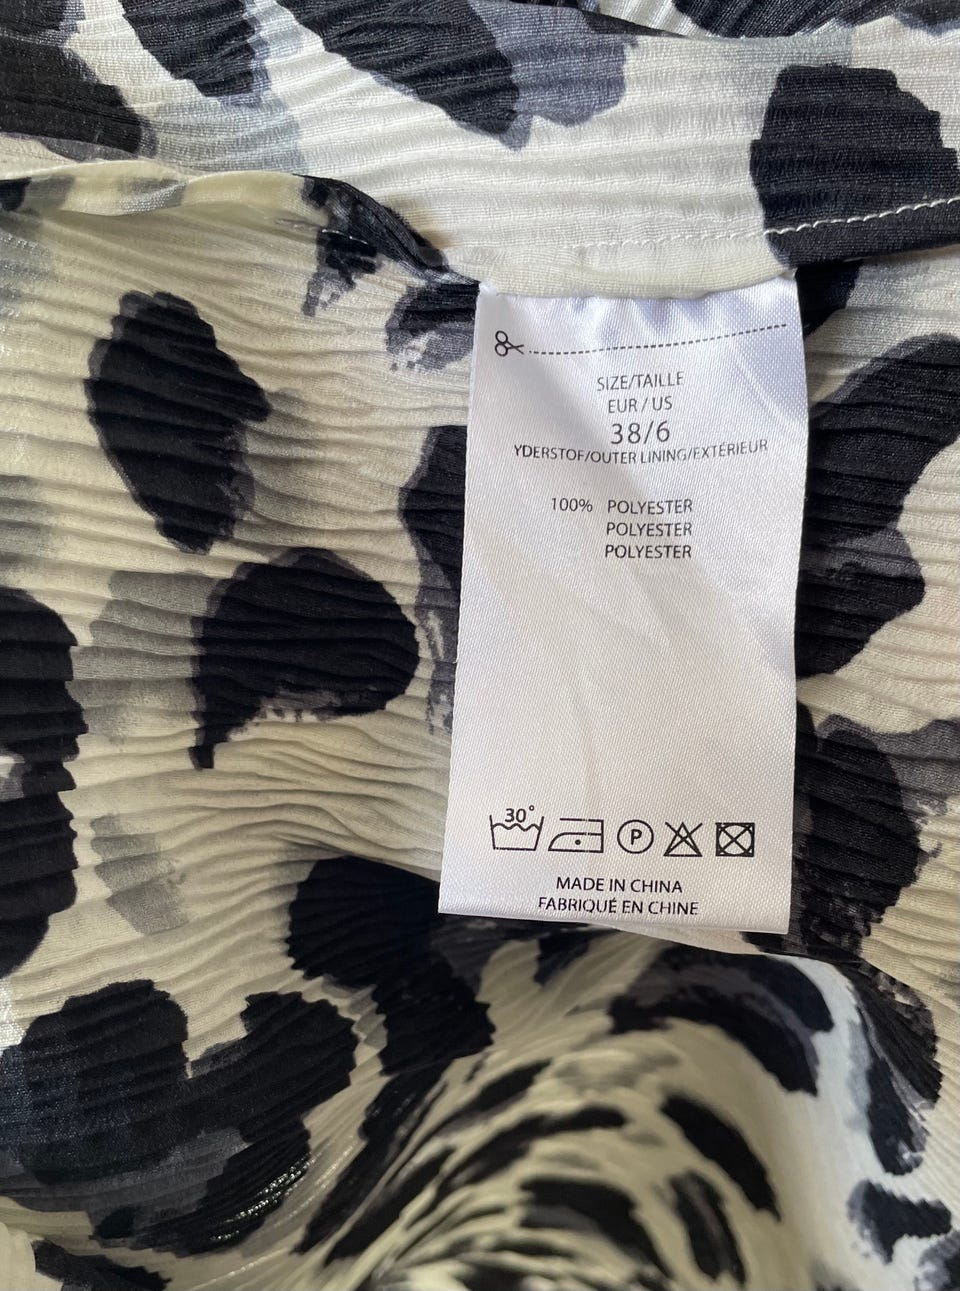 SIZE/TAILLE
EUR / US
38/6
YDERSTOF/OUTER LINING/EXTÉRIEUR
100% POLYESTER
POLYESTER
POLYESTER
30°
P
MADE IN CHINA
FABRIQUÉ EN CHINE